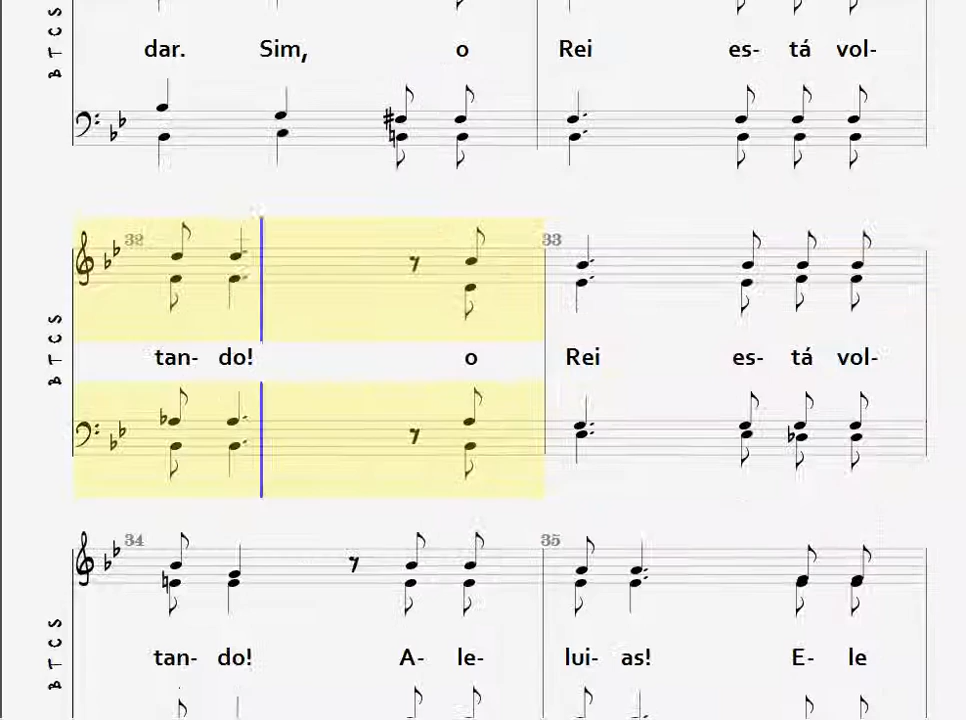 B T C S
dar. Sim, o Rei es- tá vol-
32 33
B T C S
tan- do! o Rei es- tá vol-
34 35
B T C S
tan- do! A- le- lui- as! E- le